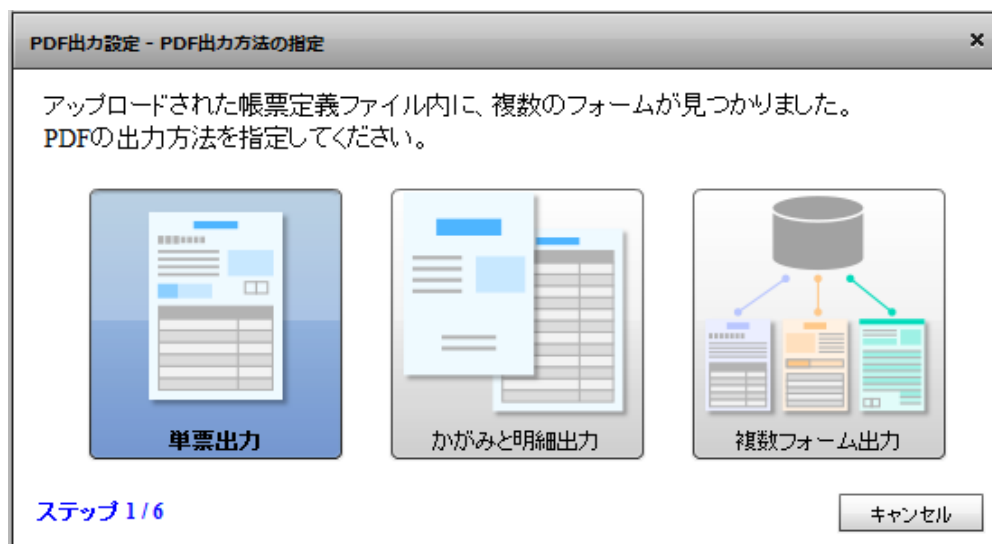 PDF出力設定 - PDF出力方法の指定
×
アップロードされた帳票定義ファイル内に、複数のフォームが見つかりました。
PDFの出力方法を指定してください。
単票出力
かがみと明細出力
複数フォーム出力
ステップ 1 / 6
キャンセル